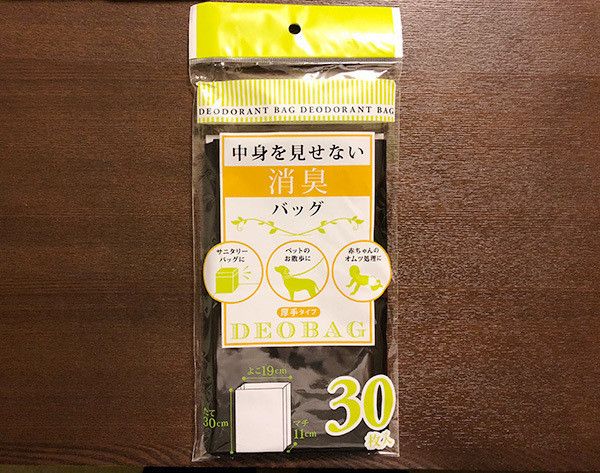 DEODORANT BAG DEODORANT BAG
中身を見せない
消臭
バッグ
サニタリー
バッグに
ペットの
お散歩に
赤ちゃんの
オムツ処理に
厚手タイプ
DEOBAG
よこ19cm
たて
30cm
マチ
11cm
30
枚入